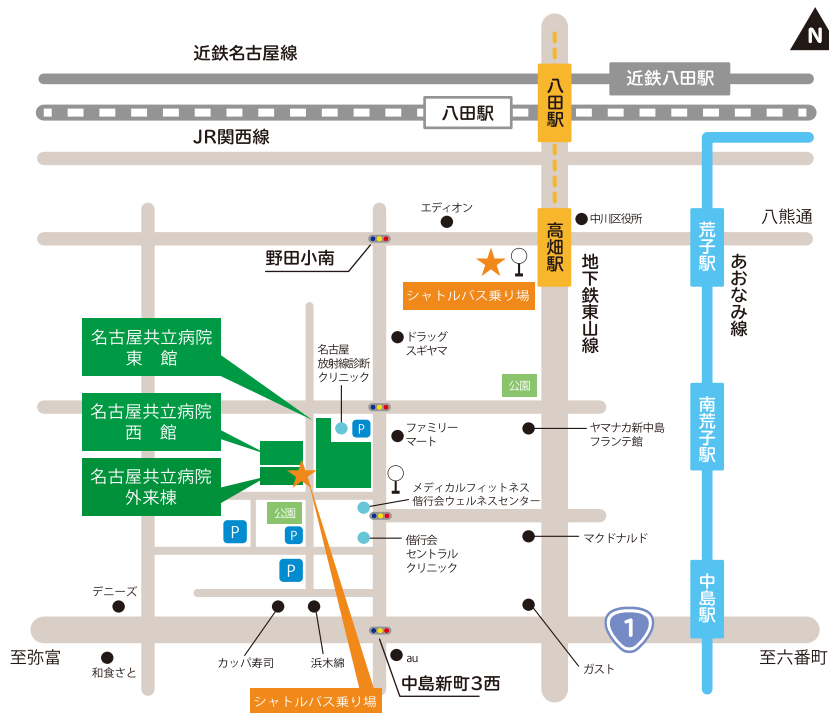 N
近鉄名古屋線
近鉄八田駅
八田駅
八田駅
JR関西線
エディオン
中川区役所
八熊通
高畑駅
荒子駅
野田小南
地下鉄東山線
あおなみ線
シャトルバス乗り場
名古屋共立病院
東 館
名古屋
放射線診断
クリニック
ドラッグ
スギヤマ
公園
南荒子駅
名古屋共立病院
西 館
P
ファミリー
マート
ヤマナカ新中島
フランテ館
名古屋共立病院
外来棟
メディカルフィットネス
偕行会ウェルネスセンター
公園
P
P
偕行会
セントラル
クリニック
マクドナルド
P
中島駅
デニーズ
1
至弥富
和食さと
カッパ寿司
浜木綿
au
中島新町3西
ガスト
至六番町
シャトルバス乗り場